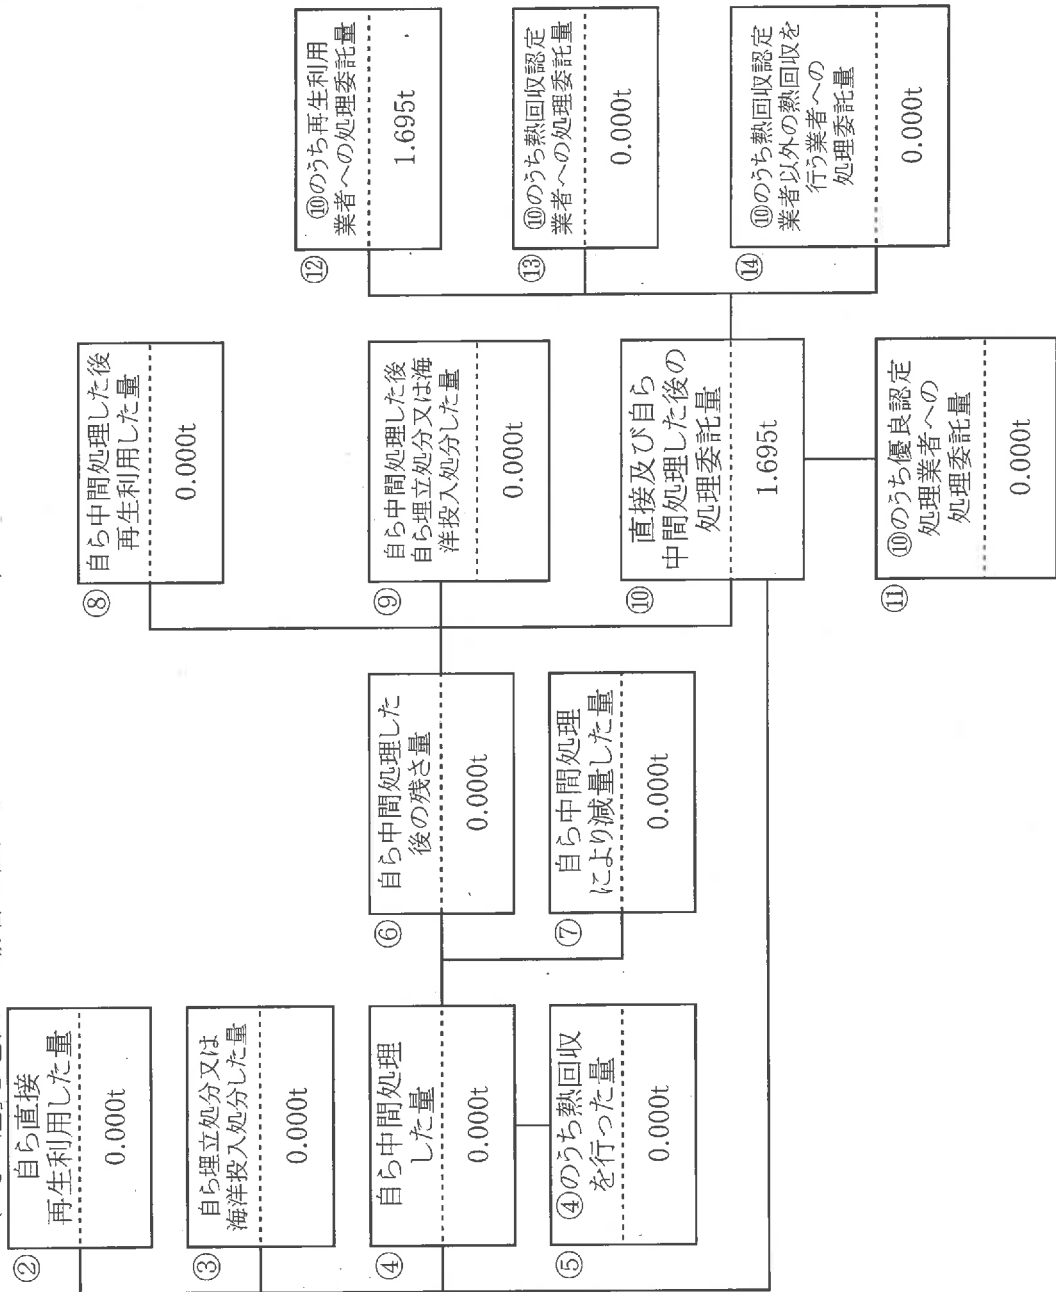 ②
自ら直接
再生利用した量
0.000t
③
自ら埋立処分又は
海洋投入処分した量
0.000t
④
自ら中間処理
した量
0.000t
⑤
④のうち熱回収
を行った量
0.000t
⑥
自ら中間処理した
後の残さ量
0.000t
⑦
自ら中間処理
により減量した量
0.000t
⑧
自ら中間処理した後
再生利用した量
0.000t
⑨
自ら中間処理した後
自ら埋立処分又は海
洋投入処分した量
0.000t
⑩
直接及び自ら
中間処理した後の
処理委託量
1.695t
⑪
⑩のうち優良認定
処理業者への
処理委託量
0.000t
⑫
⑩のうち再生利用
業者への処理委託量
1.695t
⑬
⑩のうち熱回収認定
業者への処理委託量
0.000t
⑭
⑩のうち熱回収認定
業者以外の熱回収を
行う業者への
処理委託量
0.000t